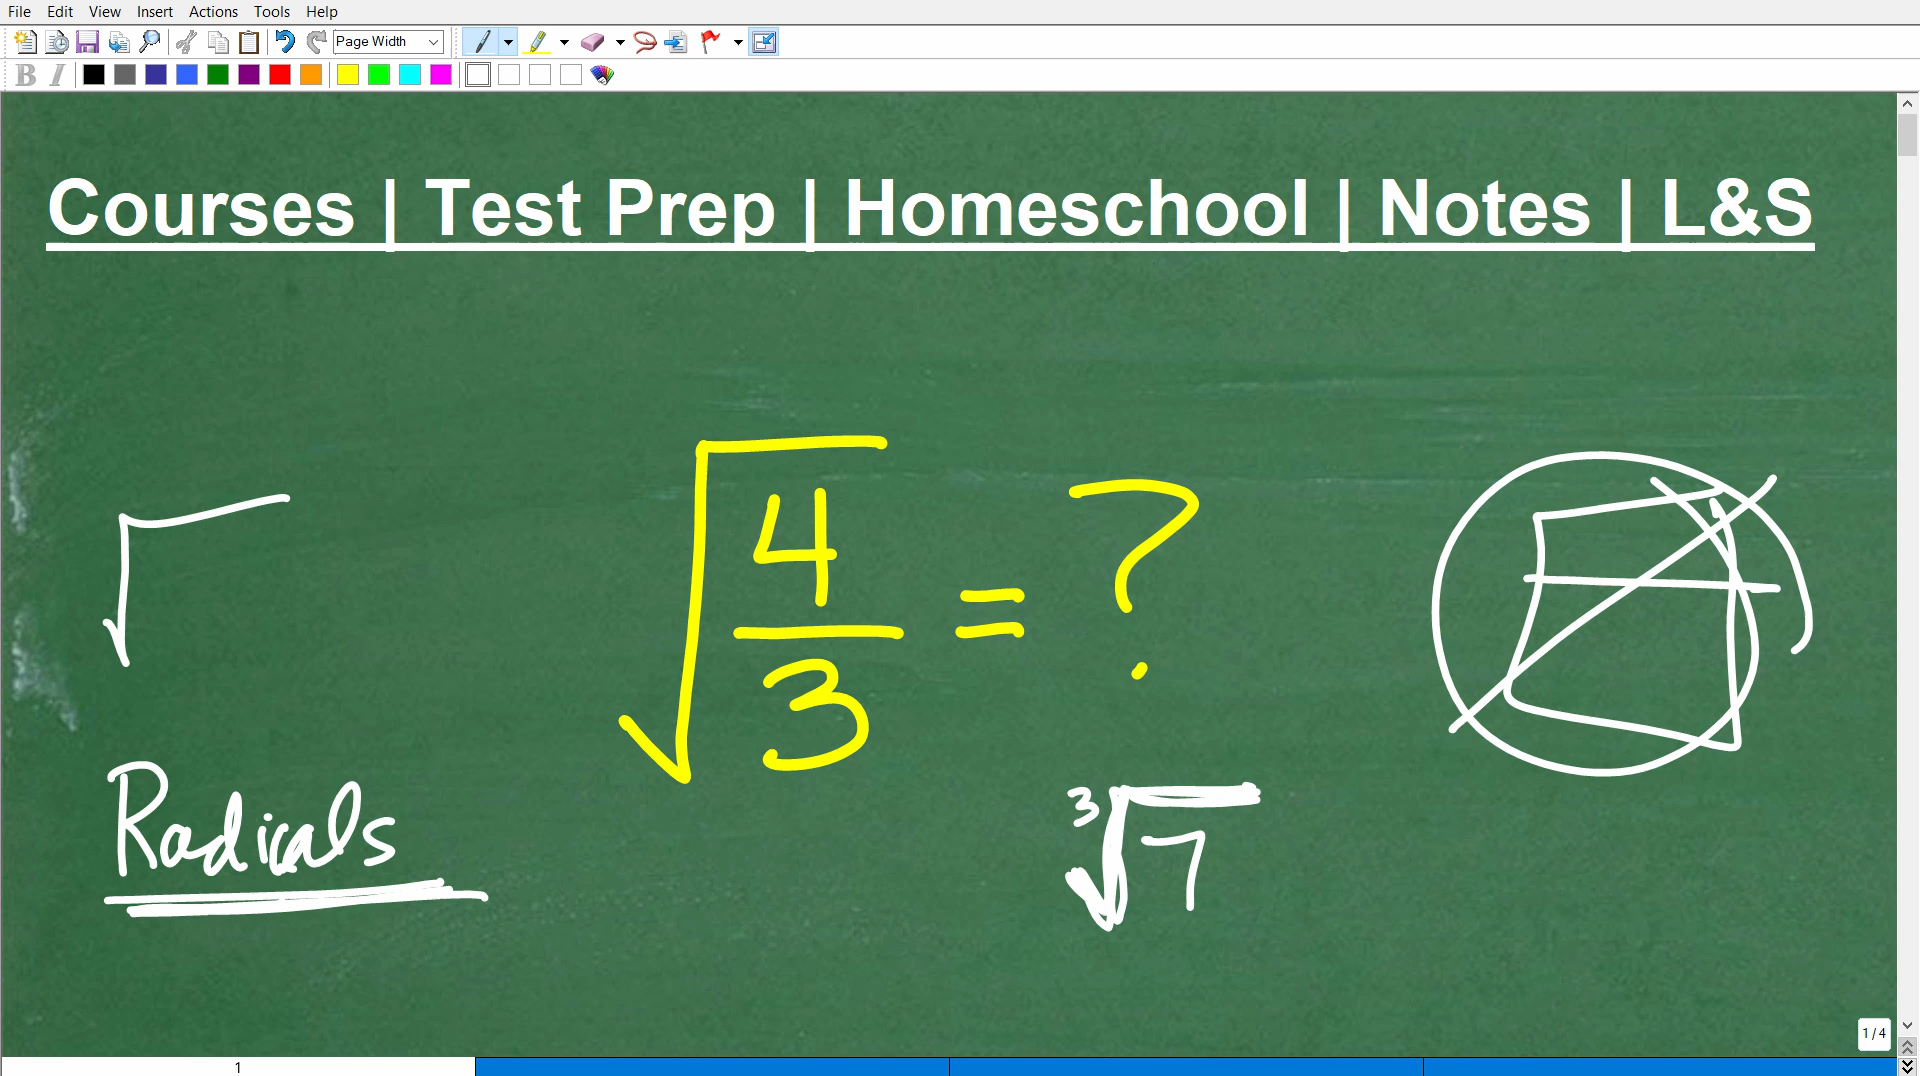 File Edit View Insert Actions Tools Help
Page Width
B I
Courses | Test Prep | Homeschool | Notes | L&S
√(4/3) = ?
Radicals
³√7
1 / 4
1